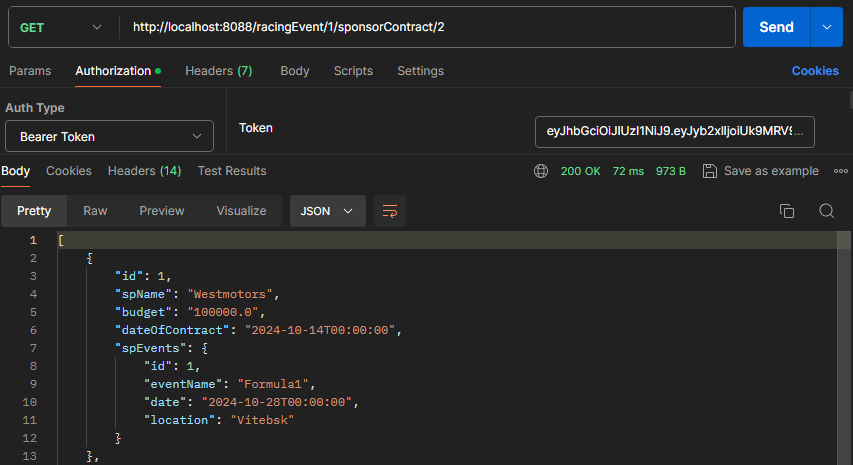 GET http://localhost:8088/racingEvent/1/sponsorContract/2 Send
Params Authorization Headers (7) Body Scripts Settings Cookies
Auth Type
Bearer Token
Token
eyJhbGciOiJIUzI1NiJ9.eyJyb2xlIjoiUk9MRV9...
Body Cookies Headers (14) Test Results 200 OK 72 ms 973 B Save as example
Pretty Raw Preview Visualize JSON
1 [
2 {
3 "id": 1,
4 "spName": "Westmotors",
5 "budget": "100000.0",
6 "dateOfContract": "2024-10-14T00:00:00",
7 "spEvents": {
8 "id": 1,
9 "eventName": "Formula1",
10 "date": "2024-10-28T00:00:00",
11 "location": "Vitebsk"
12 }
13 },